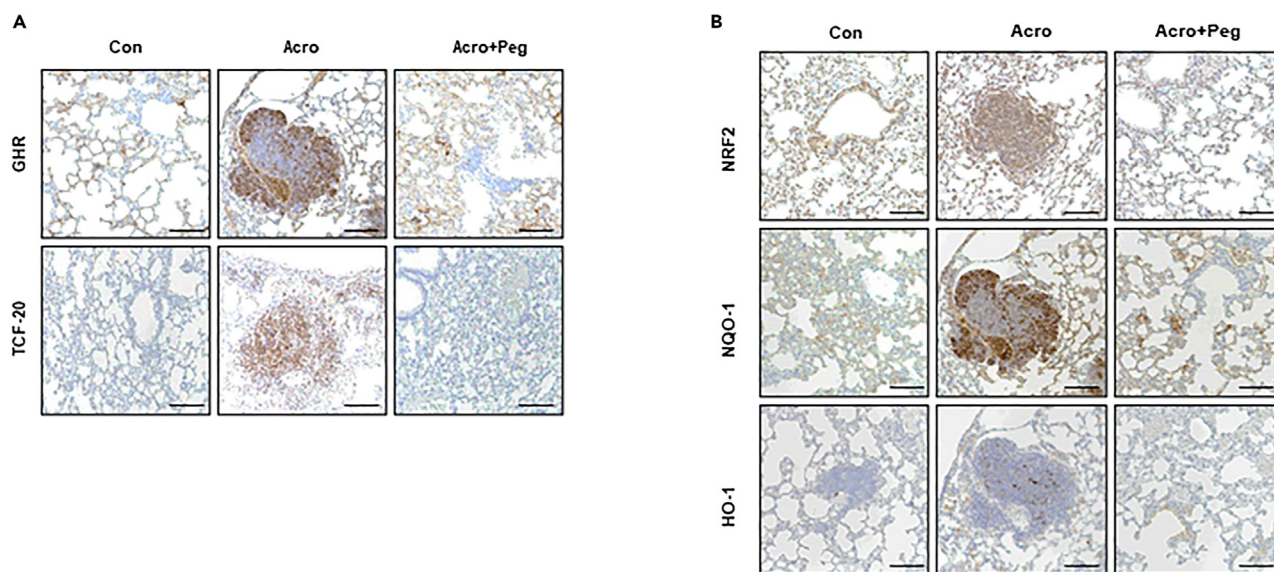 A
Con Acro Acro+Peg
GHR
TCF-20
B
Con Acro Acro+Peg
NRF2
NQO-1
HO-1